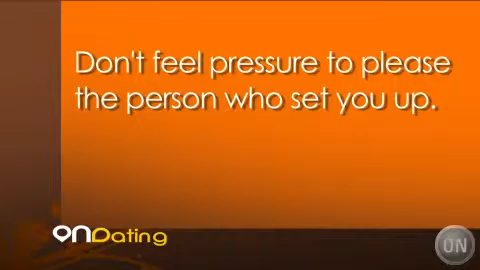 Don't feel pressure to please
the person who set you up.
ONDating
ON